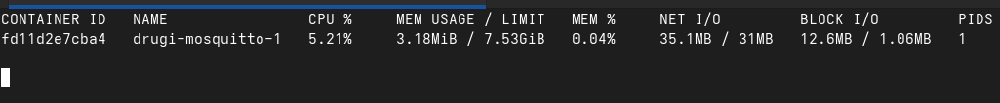 CONTAINER ID   NAME                CPU %     MEM USAGE / LIMIT   MEM %     NET I/O          BLOCK I/O         PIDS
fd11d2e7cba4   drugi-mosquitto-1   5.21%     3.18MiB / 7.53GiB   0.04%     35.1MB / 31MB    12.6MB / 1.06MB   1